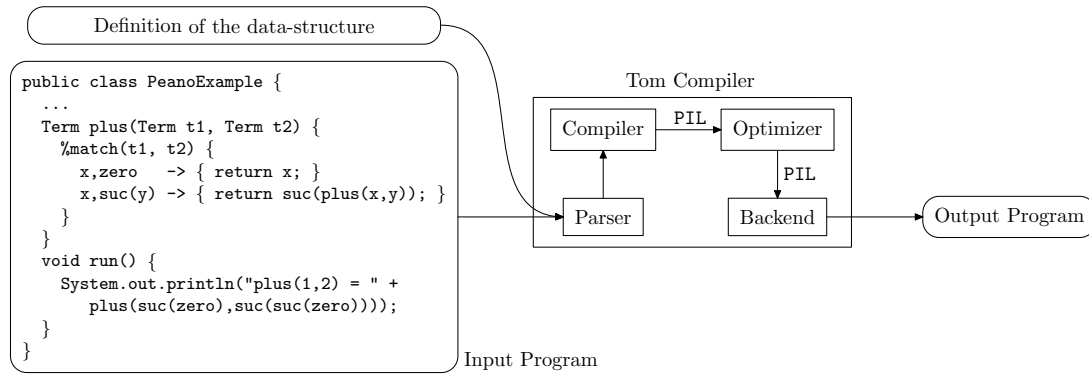 Definition of the data-structure
public class PeanoExample {
  ...
  Term plus(Term t1, Term t2) {
    %match(t1, t2) {
      x,zero   -> { return x; }
      x,suc(y) -> { return suc(plus(x,y)); }
    }
  }
  void run() {
    System.out.println("plus(1,2) = " +
       plus(suc(zero),suc(suc(zero))));
  }
}
Input Program
Tom Compiler
Compiler
PIL
Optimizer
PIL
Parser
Backend
Output Program